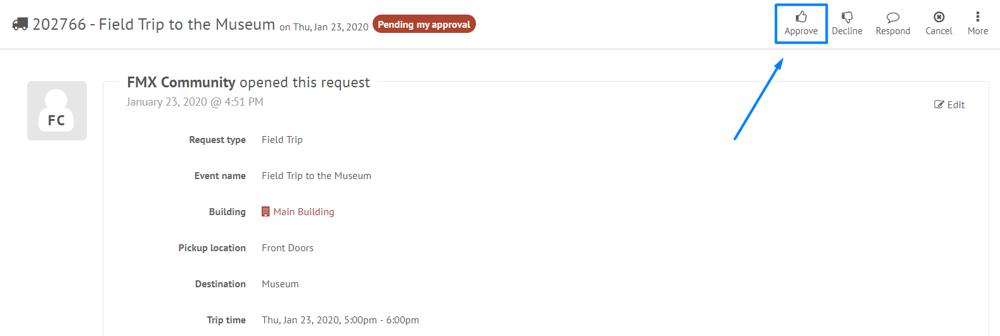 202766 - Field Trip to the Museum on Thu, Jan 23, 2020 Pending my approval
Approve Decline Respond Cancel More
FMX Community opened this request
January 23, 2020 @ 4:51 PM
Edit
FC
Request type Field Trip
Event name Field Trip to the Museum
Building Main Building
Pickup location Front Doors
Destination Museum
Trip time Thu, Jan 23, 2020, 5:00pm - 6:00pm